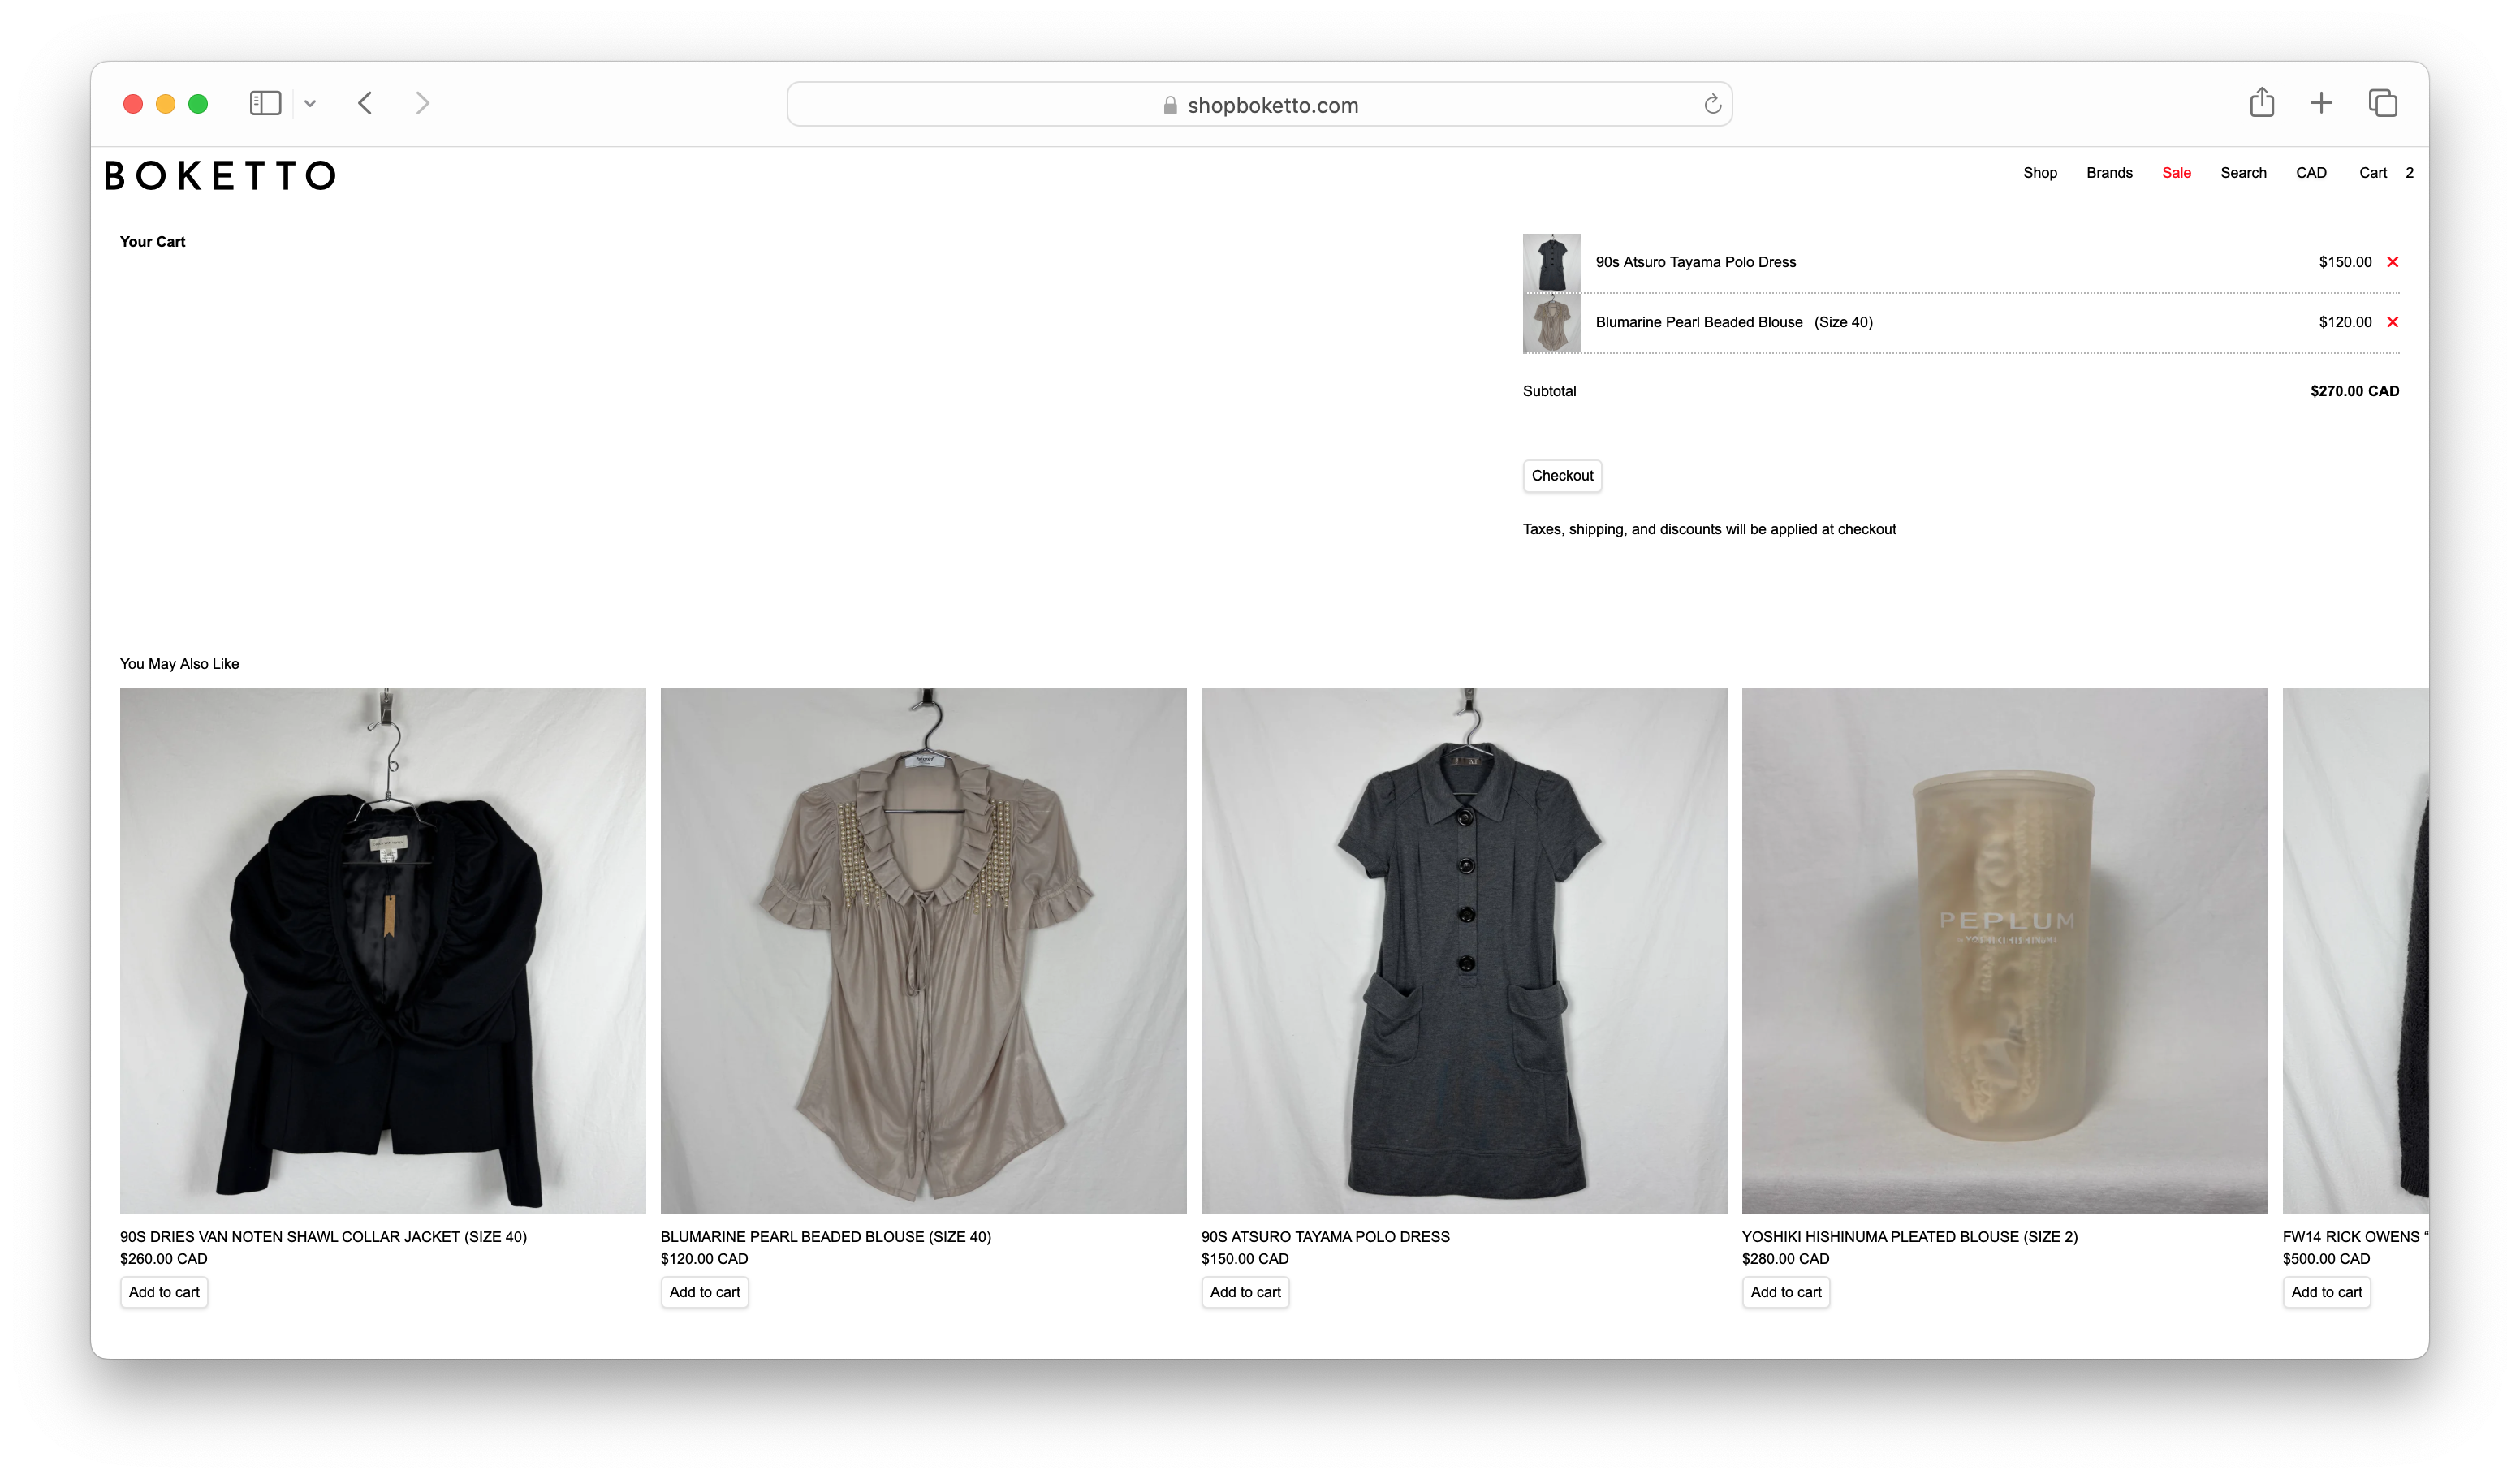 shopboketto.com
BOKETTO
Shop Brands Sale Search CAD Cart 2
Your Cart
90s Atsuro Tayama Polo Dress $150.00
Blumarine Pearl Beaded Blouse (Size 40) $120.00
Subtotal $270.00 CAD
Checkout
Taxes, shipping, and discounts will be applied at checkout
You May Also Like
PEPLUM
90S DRIES VAN NOTEN SHAWL COLLAR JACKET (SIZE 40)
$260.00 CAD
Add to cart
BLUMARINE PEARL BEADED BLOUSE (SIZE 40)
$120.00 CAD
Add to cart
90S ATSURO TAYAMA POLO DRESS
$150.00 CAD
Add to cart
YOSHIKI HISHINUMA PLEATED BLOUSE (SIZE 2)
$280.00 CAD
Add to cart
FW14 RICK OWENS “
$500.00 CAD
Add to cart